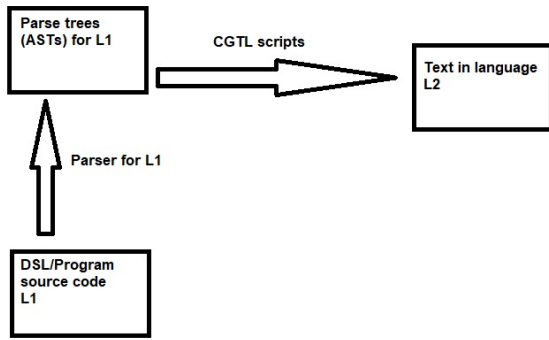 Parse trees
(ASTs) for L1
CGTL scripts
Text in language
L2
Parser for L1
DSL/Program
source code
L1